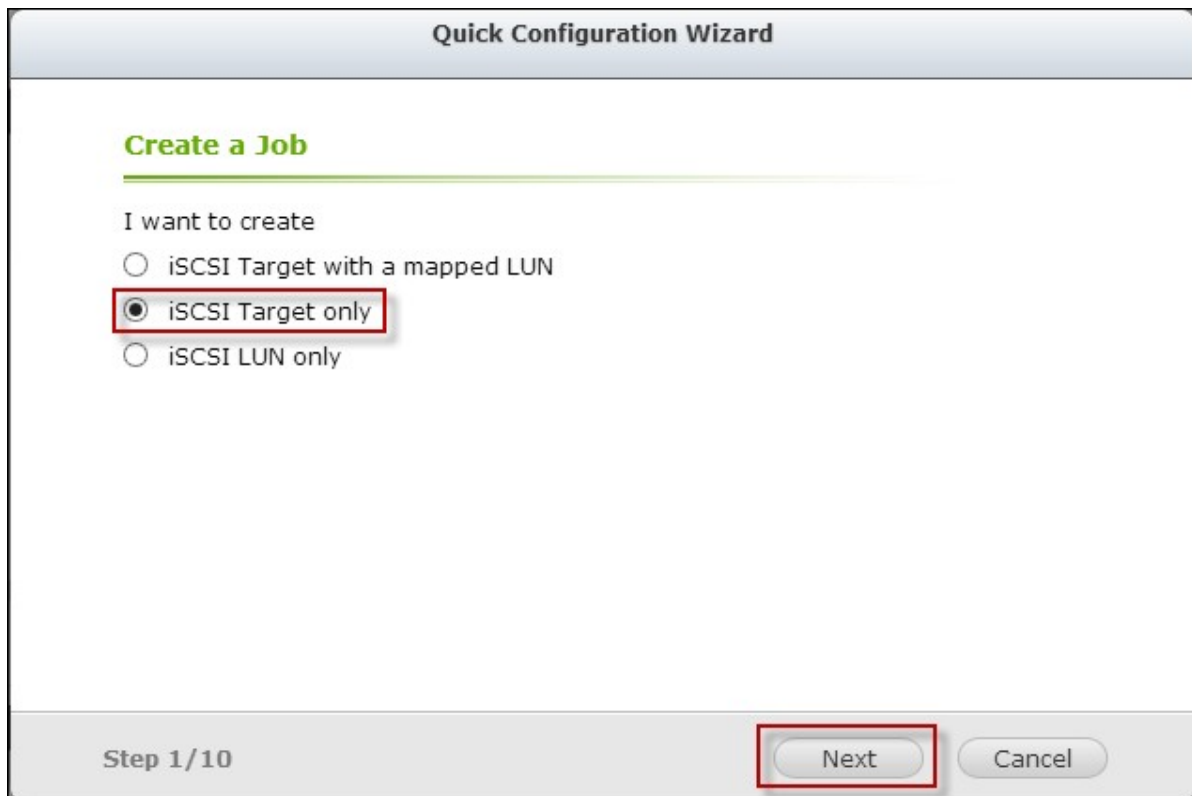 Quick Configuration Wizard
Create a Job
I want to create
iSCSI Target with a mapped LUN
iSCSI Target only
iSCSI LUN only
Step 1/10
Next
Cancel